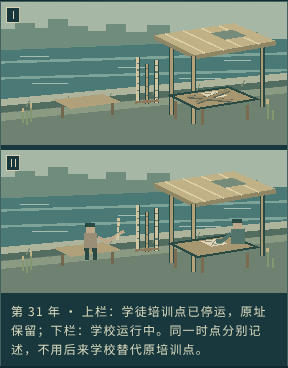 I
II
第 31 年 · 上栏：学徒培训点已停运，原址
保留；下栏：学校运行中。同一时点分别记
述，不用后来学校替代原培训点。